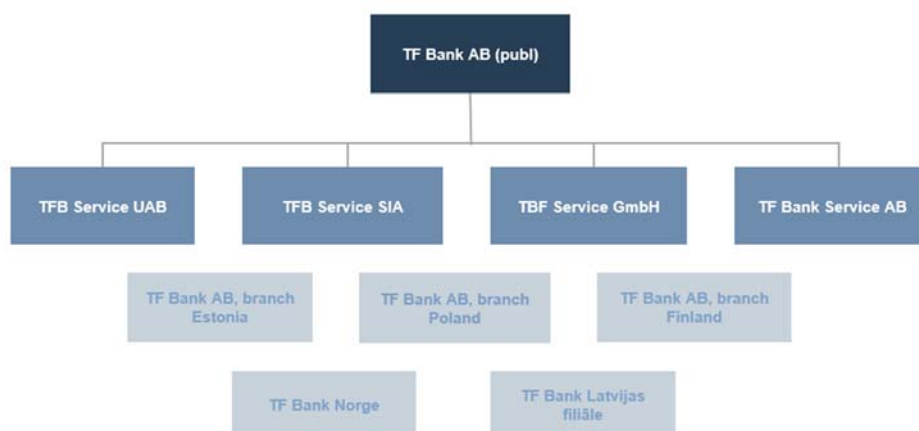 TF Bank AB (publ)
TFB Service UAB
TFB Service SIA
TBF Service GmbH
TF Bank Service AB
TF Bank AB, branch
Estonia
TF Bank AB, branch
Poland
TF Bank AB, branch
Finland
TF Bank Norge
TF Bank Latvijas
filiāle